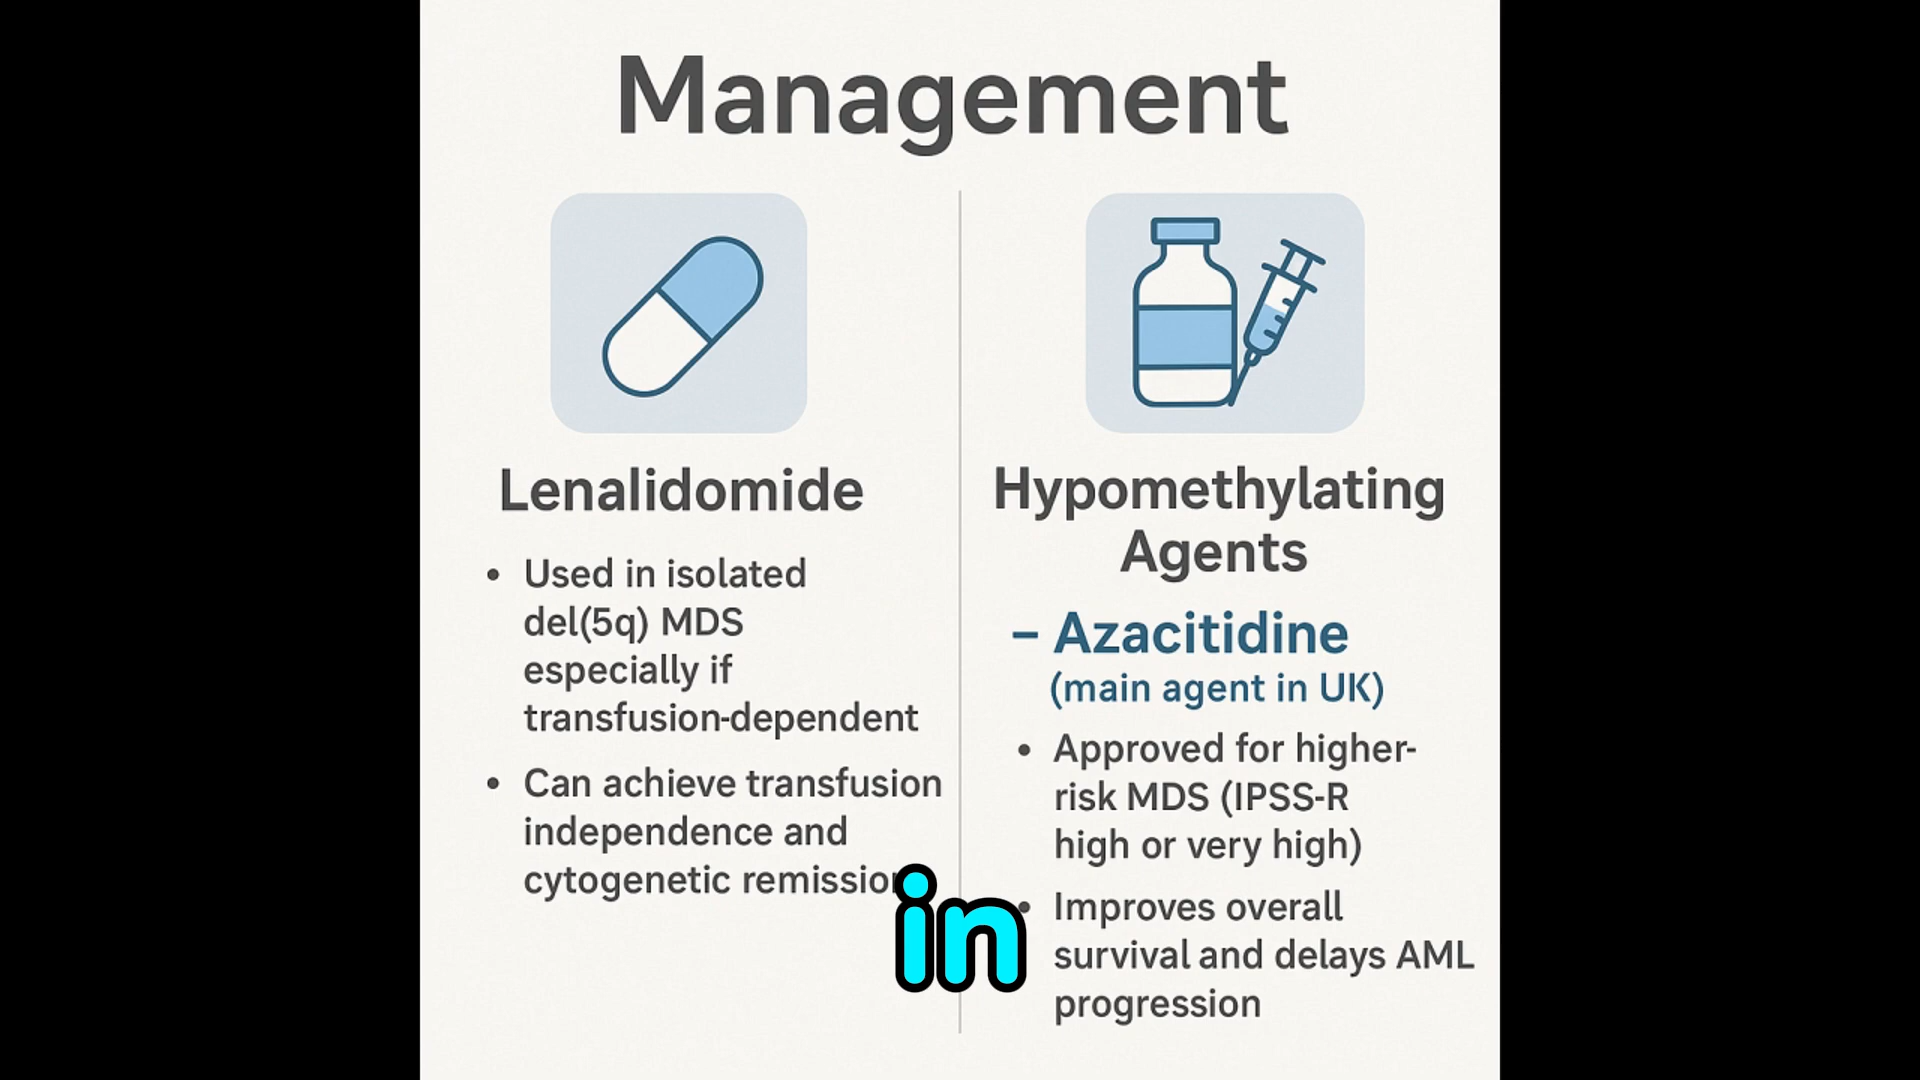 Management
Lenalidomide
• Used in isolated
del(5q) MDS
especially if
transfusion-dependent
• Can achieve transfusion
independence and
cytogenetic remission
Hypomethylating
Agents
– Azacitidine
(main agent in UK)
• Approved for higher-
risk MDS (IPSS-R
high or very high)
• Improves overall
survival and delays AML
progression
in